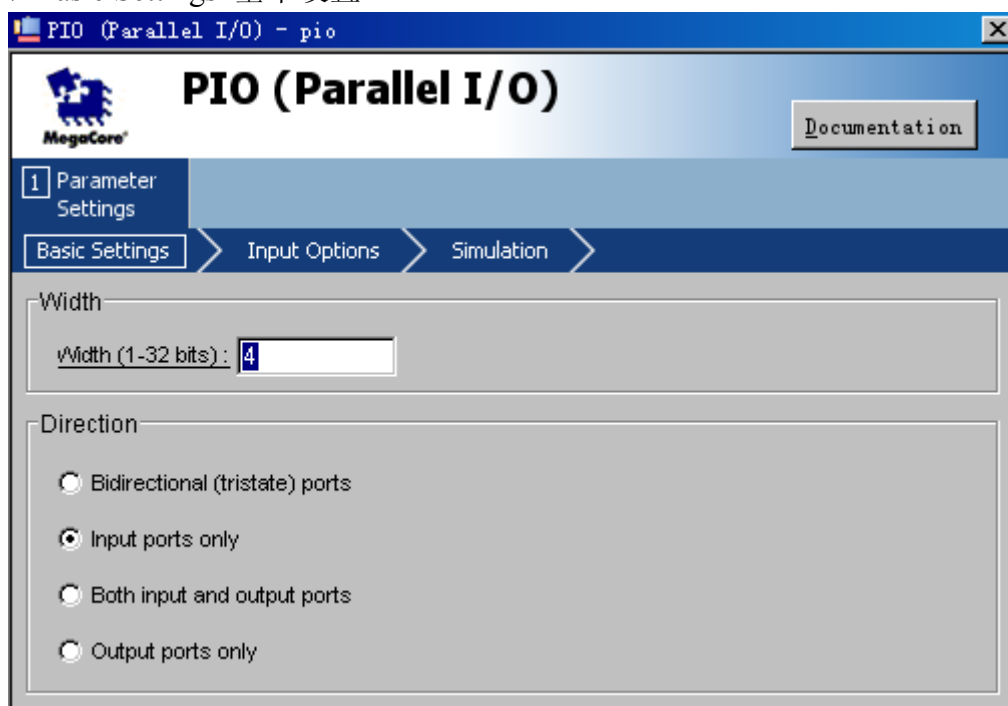 PIO (Parallel I/O) - pio
PIO (Parallel I/O)
MegaCore'
Documentation
1 Parameter
Settings
Basic Settings
Input Options
Simulation
Width
Width (1-32 bits) :
4
Direction
Bidirectional (tristate) ports
Input ports only
Both input and output ports
Output ports only